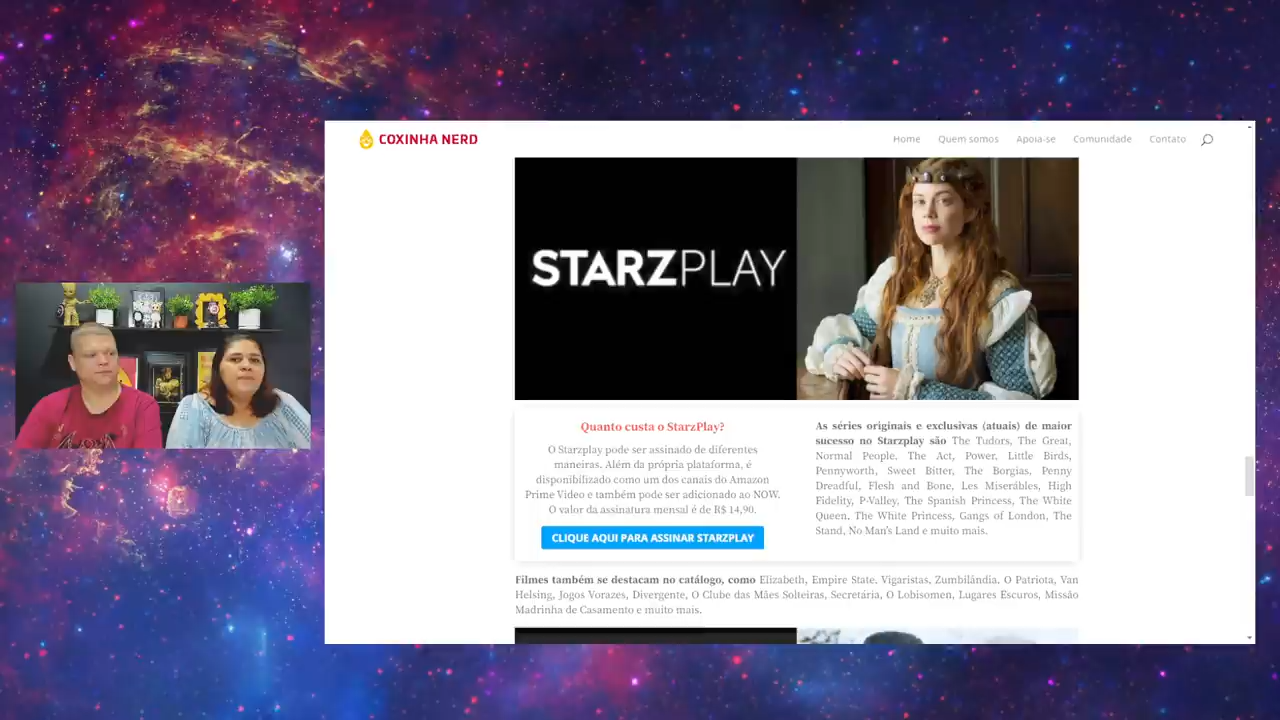 COXINHA NERD
Home Quem somos Apoia-se Comunidade Contato
STARZPLAY
Quanto custa o StarzPlay?
O Starzplay pode ser assinado de diferentes
maneiras. Além da própria plataforma, é
disponibilizado como um dos canais do Amazon
Prime Video e também pode ser adicionado ao NOW.
O valor da assinatura mensal é de R$ 14,90.
CLIQUE AQUI PARA ASSINAR STARZPLAY
As séries originais e exclusivas (atuais) de maior
sucesso no Starzplay são The Tudors, The Great,
Normal People, The Act, Power, Little Birds,
Pennyworth, Sweet Bitter, The Borgias, Penny
Dreadful, Flesh and Bone, Les Misérables, High
Fidelity, P-Valley, The Spanish Princess, The White
Queen, The White Princess, Gangs of London, The
Stand, No Man's Land e muito mais.
Filmes também se destacam no catálogo, como Elizabeth, Empire State, Vigaristas, Zumbilândia, O Patriota, Van
Helsing, Jogos Vorazes, Divergente, O Clube das Mães Solteiras, Secretária, O Lobisomen, Lugares Escuros, Missão
Madrinha de Casamento e muito mais.